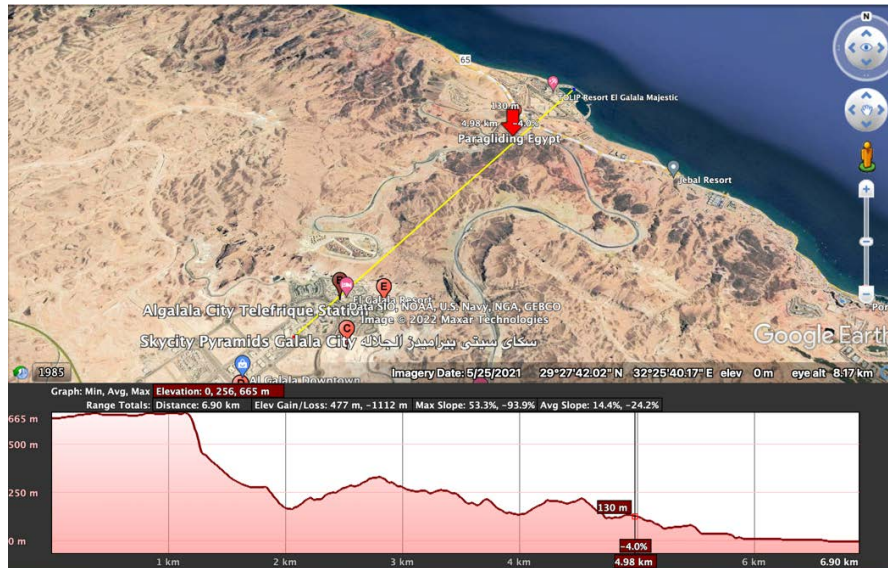 N
65
TOLIP Resort El Galala Majestic
130 m
4.98 km -4.0%
Paragliding Egypt
Jebal Resort
E
El Galala Resort
Algalala City Telefrique Station
Data SIO, NOAA, U.S. Navy, NGA, GEBCO
Image © 2022 Maxar Technologies
C
Skycity Pyramids Galala City سكاي سيتي بيراميدز الجلاله
Google Earth
Al Galala Downtown
1985
Imagery Date: 5/25/2021 29°27'42.02" N 32°25'40.17" E elev 0 m eye alt 8.17 km
Graph: Min, Avg, Max Elevation: 0, 256, 665 m
Range Totals: Distance: 6.90 km Elev Gain/Loss: 477 m, -1112 m Max Slope: 53.3%, -93.9% Avg Slope: 14.4%, -24.2%
665 m
500 m
250 m
130 m
0 m
-4.0%
1 km 2 km 3 km 4 km 4.98 km 6 km 6.90 km